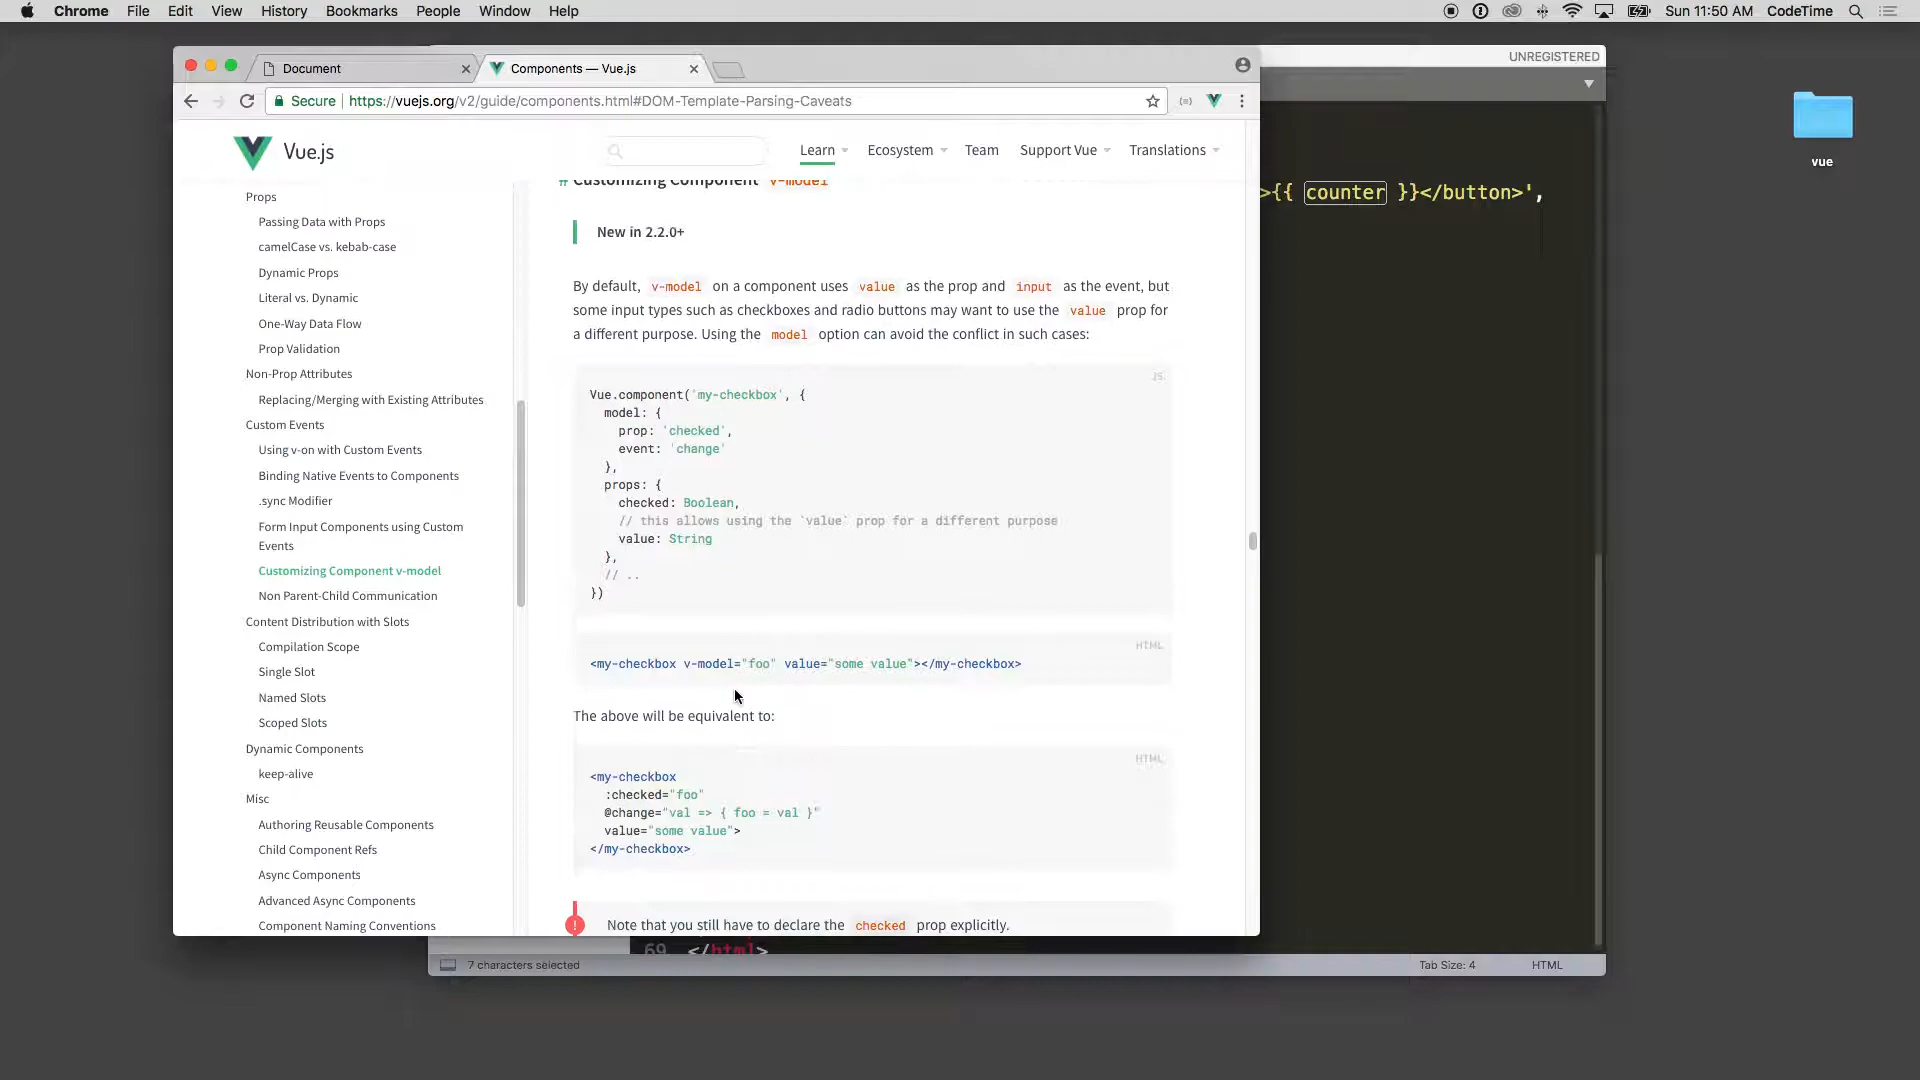 Chrome File Edit View History Bookmarks People Window Help
Sun 11:50 AM CodeTime
UNREGISTERED
Document
Components — Vue.js
Secure https://vuejs.org/v2/guide/components.html#DOM-Template-Parsing-Caveats
vue
Vue.js
Learn Ecosystem Team Support Vue Translations
>{{ counter }}</button>',
Props
Passing Data with Props
camelCase vs. kebab-case
Dynamic Props
Literal vs. Dynamic
One-Way Data Flow
Prop Validation
Non-Prop Attributes
Replacing/Merging with Existing Attributes
Custom Events
Using v-on with Custom Events
Binding Native Events to Components
.sync Modifier
Form Input Components using Custom
Events
Customizing Component v-model
Non Parent-Child Communication
Content Distribution with Slots
Compilation Scope
Single Slot
Named Slots
Scoped Slots
Dynamic Components
keep-alive
Misc
Authoring Reusable Components
Child Component Refs
Async Components
Advanced Async Components
Component Naming Conventions
# Customizing Component v-model
New in 2.2.0+
By default, v-model on a component uses value as the prop and input as the event, but
some input types such as checkboxes and radio buttons may want to use the value prop for
a different purpose. Using the model option can avoid the conflict in such cases:
JS
Vue.component('my-checkbox', {
model: {
prop: 'checked',
event: 'change'
},
props: {
checked: Boolean,
// this allows using the `value` prop for a different purpose
value: String
},
// ..
})
HTML
<my-checkbox v-model="foo" value="some value"></my-checkbox>
The above will be equivalent to:
HTML
<my-checkbox
:checked="foo"
@change="val => { foo = val }"
value="some value">
</my-checkbox>
! Note that you still have to declare the checked prop explicitly.
69 </html>
7 characters selected
Tab Size: 4 HTML